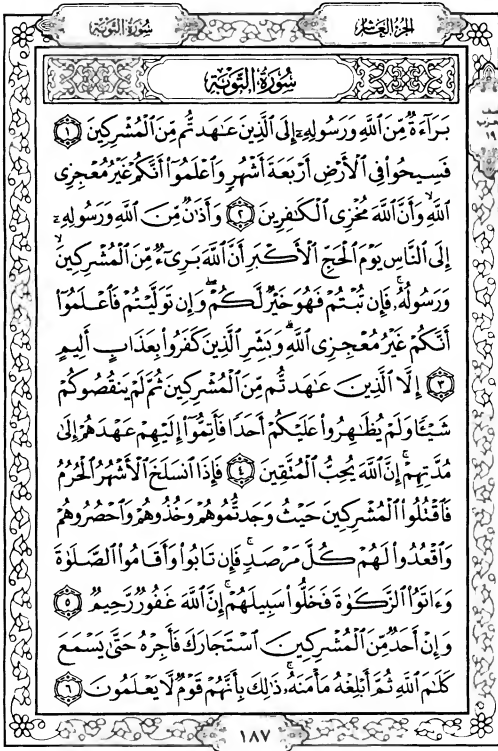 الجزء العاشر
سورة التوبة
سورة التوبة
بَرَآءَةٌ مِّنَ ٱللَّهِ وَرَسُولِهِۦٓ إِلَى ٱلَّذِينَ عَٰهَدتُّم مِّنَ ٱلْمُشْرِكِينَ ١
فَسِيحُوا۟ فِى ٱلْأَرْضِ أَرْبَعَةَ أَشْهُرٍ وَٱعْلَمُوٓا۟ أَنَّكُمْ غَيْرُ مُعْجِزِى
ٱللَّهِ ۙ وَأَنَّ ٱللَّهَ مُخْزِى ٱلْكَٰفِرِينَ ٢ وَأَذَٰنٌ مِّنَ ٱللَّهِ وَرَسُولِهِۦٓ
إِلَى ٱلنَّاسِ يَوْمَ ٱلْحَجِّ ٱلْأَكْبَرِ أَنَّ ٱللَّهَ بَرِىٓءٌ مِّنَ ٱلْمُشْرِكِينَ ۙ
وَرَسُولُهُۥ ۚ فَإِن تُبْتُمْ فَهُوَ خَيْرٌ لَّكُمْ ۖ وَإِن تَوَلَّيْتُمْ فَٱعْلَمُوٓا۟
أَنَّكُمْ غَيْرُ مُعْجِزِى ٱللَّهِ ۗ وَبَشِّرِ ٱلَّذِينَ كَفَرُوا۟ بِعَذَابٍ أَلِيمٍ
٣ إِلَّا ٱلَّذِينَ عَٰهَدتُّم مِّنَ ٱلْمُشْرِكِينَ ثُمَّ لَمْ يَنقُصُوكُمْ
شَيْـًٔا وَلَمْ يُظَٰهِرُوا۟ عَلَيْكُمْ أَحَدًا فَأَتِمُّوٓا۟ إِلَيْهِمْ عَهْدَهُمْ إِلَىٰ
مُدَّتِهِمْ ۚ إِنَّ ٱللَّهَ يُحِبُّ ٱلْمُتَّقِينَ ٤ فَإِذَا ٱنسَلَخَ ٱلْأَشْهُرُ ٱلْحُرُمُ
فَٱقْتُلُوا۟ ٱلْمُشْرِكِينَ حَيْثُ وَجَدتُّمُوهُمْ وَخُذُوهُمْ وَٱحْصُرُوهُمْ
وَٱقْعُدُوا۟ لَهُمْ كُلَّ مَرْصَدٍ ۚ فَإِن تَابُوا۟ وَأَقَامُوا۟ ٱلصَّلَوٰةَ
وَءَاتَوُا۟ ٱلزَّكَوٰةَ فَخَلُّوا۟ سَبِيلَهُمْ ۚ إِنَّ ٱللَّهَ غَفُورٌ رَّحِيمٌ ٥
وَإِنْ أَحَدٌ مِّنَ ٱلْمُشْرِكِينَ ٱسْتَجَارَكَ فَأَجِرْهُ حَتَّىٰ يَسْمَعَ
كَلَٰمَ ٱللَّهِ ثُمَّ أَبْلِغْهُ مَأْمَنَهُۥ ۚ ذَٰلِكَ بِأَنَّهُمْ قَوْمٌ لَّا يَعْلَمُونَ ٦
١٨٧